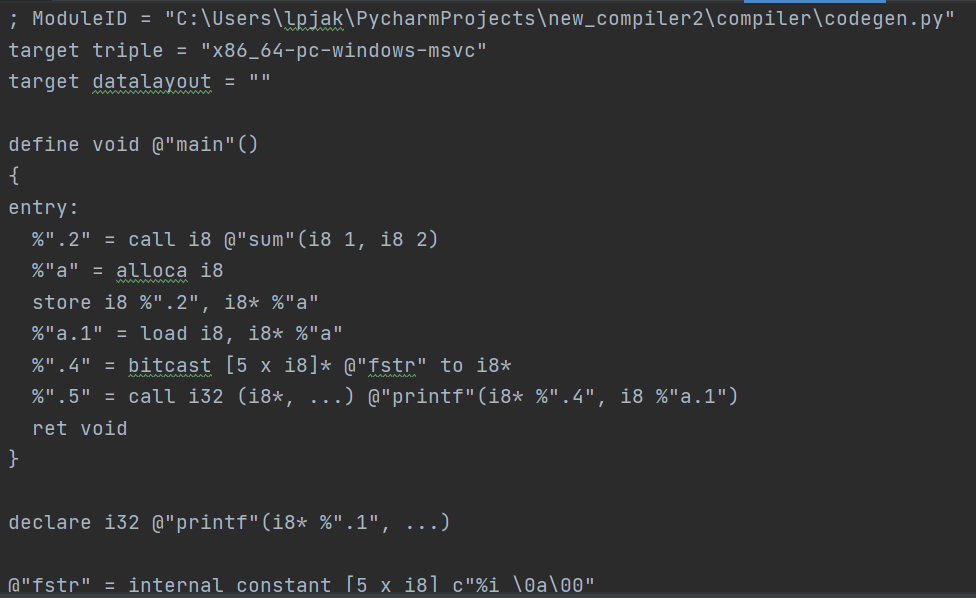 ; ModuleID = "C:\Users\lpjak\PycharmProjects\new_compiler2\compiler\codegen.py"
target triple = "x86_64-pc-windows-msvc"
target datalayout = ""

define void @"main"()
{
entry:
  %".2" = call i8 @"sum"(i8 1, i8 2)
  %"a" = alloca i8
  store i8 %".2", i8* %"a"
  %"a.1" = load i8, i8* %"a"
  %".4" = bitcast [5 x i8]* @"fstr" to i8*
  %".5" = call i32 (i8*, ...) @"printf"(i8* %".4", i8 %"a.1")
  ret void
}

declare i32 @"printf"(i8* %".1", ...)

@"fstr" = internal constant [5 x i8] c"%i \0a\00"